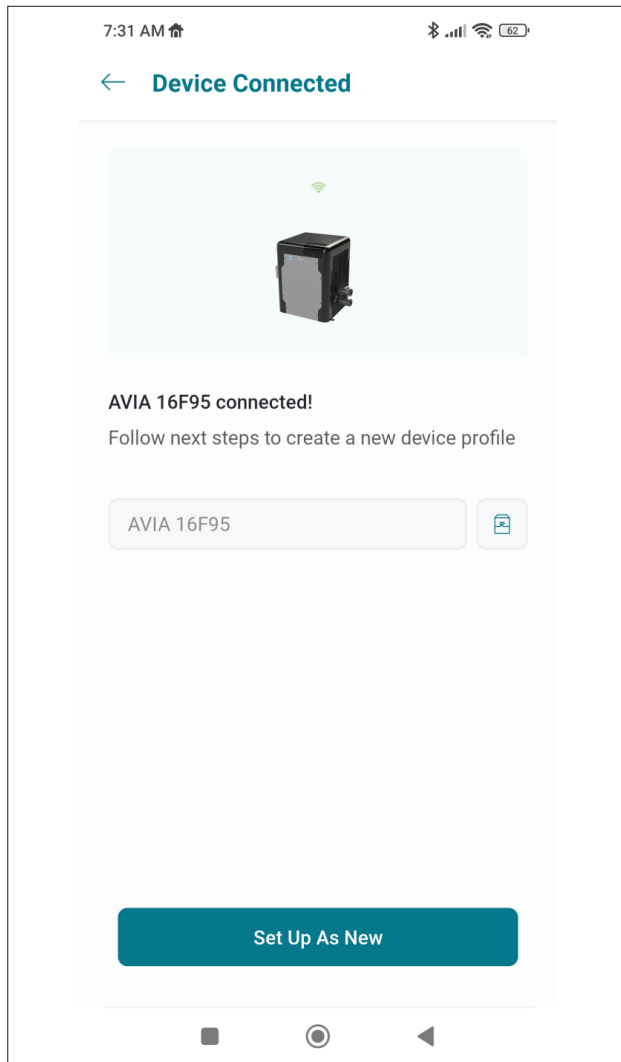 7:31 AM
62
Device Connected
AVIA 16F95 connected!
Follow next steps to create a new device profile
AVIA 16F95
Set Up As New